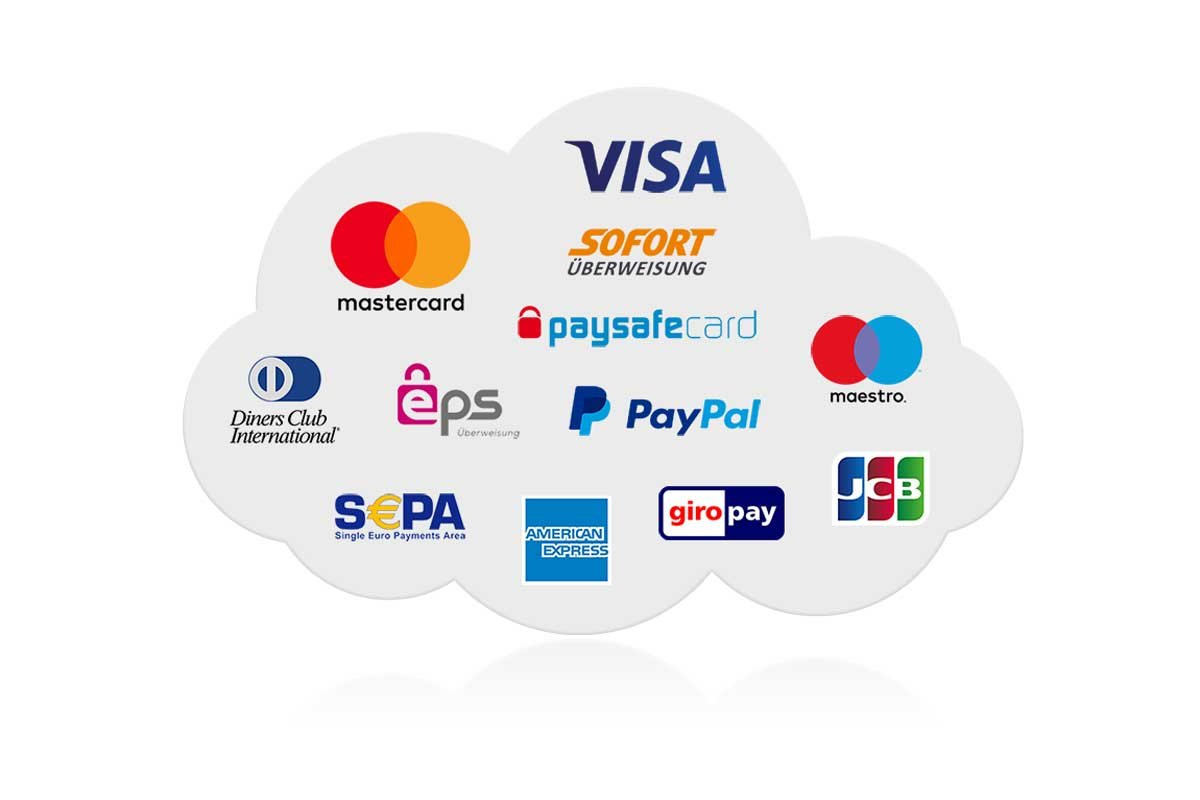 VISA
SOFORT
ÜBERWEISUNG
mastercard
paysafecard
maestro.
Diners Club
International®
eps
Überweisung
PayPal
JCB
S€PA
Single Euro Payments Area
AMERICAN
EXPRESS
giropay